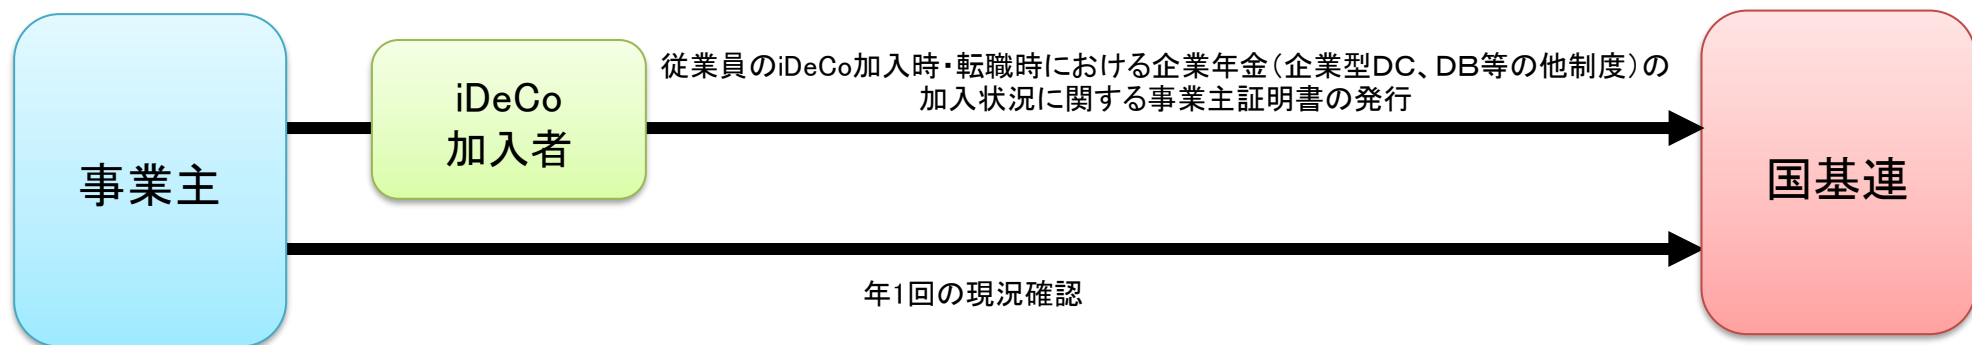 事業主
iDeCo
加入者
従業員のiDeCo加入時・転職時における企業年金（企業型ＤＣ、ＤＢ等の他制度）の
加入状況に関する事業主証明書の発行
年1回の現況確認
国基連